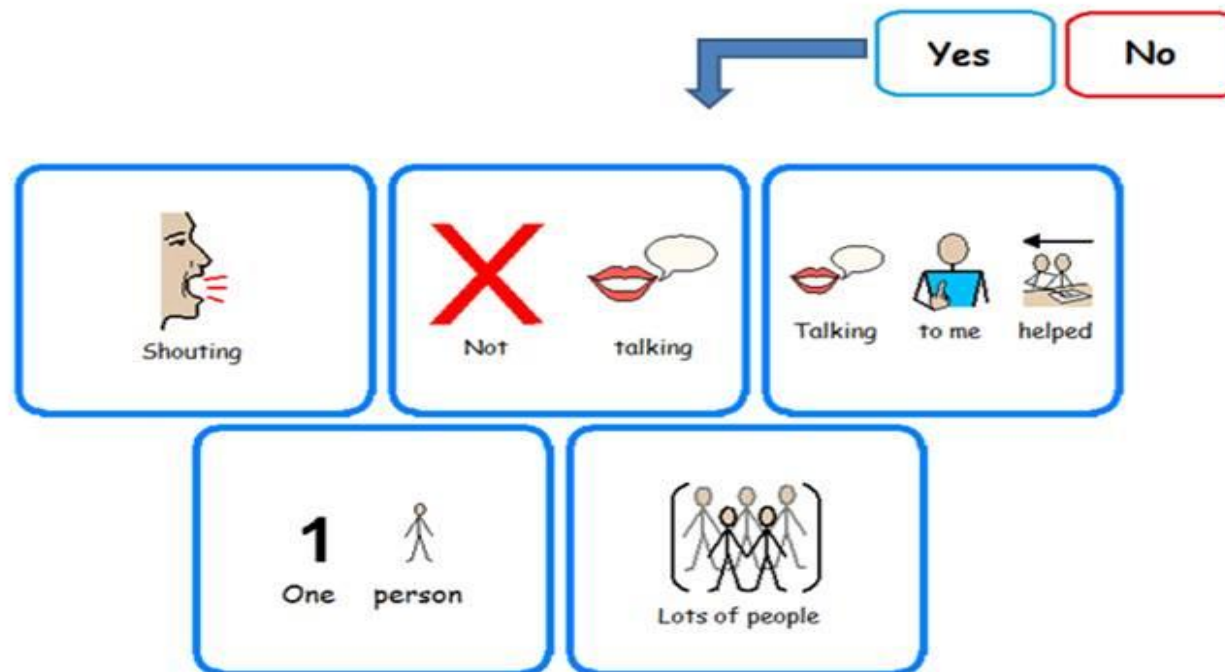 Yes No
Shouting
Not talking
Talking to me helped
1
One person
Lots of people